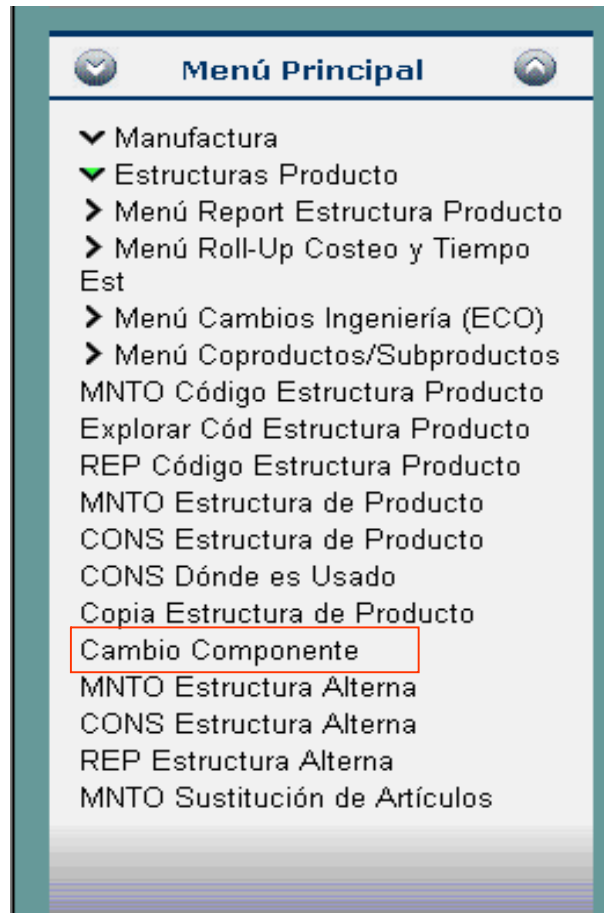 Menú Principal
Manufactura
Estructuras Producto
Menú Report Estructura Producto
Menú Roll-Up Costeo y Tiempo
Est
Menú Cambios Ingeniería (ECO)
Menú Coproductos/Subproductos
MNTO Código Estructura Producto
Explorar Cód Estructura Producto
REP Código Estructura Producto
MNTO Estructura de Producto
CONS Estructura de Producto
CONS Dónde es Usado
Copia Estructura de Producto
Cambio Componente
MNTO Estructura Alterna
CONS Estructura Alterna
REP Estructura Alterna
MNTO Sustitución de Artículos